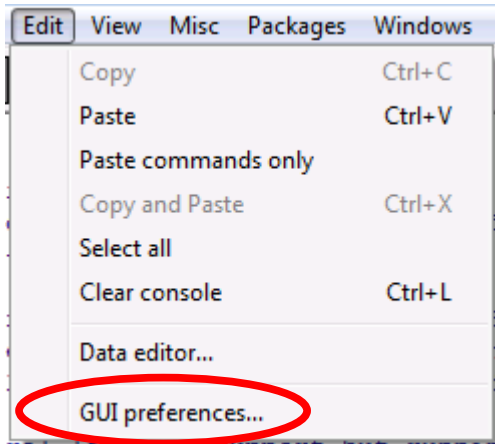 Edit View Misc Packages Windows
Copy Ctrl+C
Paste Ctrl+V
Paste commands only
Copy and Paste Ctrl+X
Select all
Clear console Ctrl+L
Data editor...
GUI preferences...